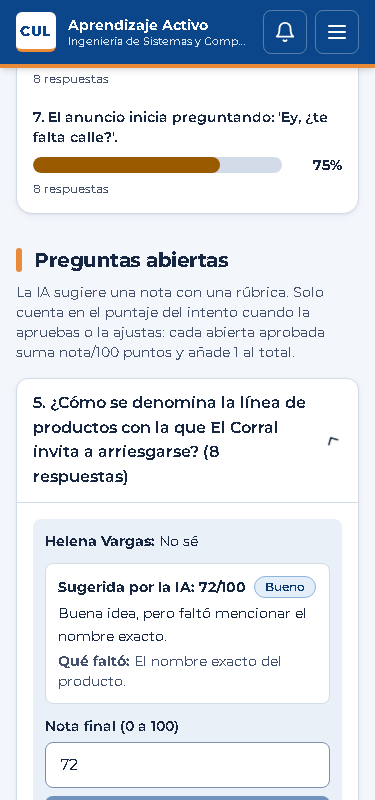 CUL
Aprendizaje Activo
Ingeniería de Sistemas y Comp...
8 respuestas
7. El anuncio inicia preguntando: 'Ey, ¿te
falta calle?'.
75%
8 respuestas
Preguntas abiertas
La IA sugiere una nota con una rúbrica. Solo
cuenta en el puntaje del intento cuando la
apruebas o la ajustas: cada abierta aprobada
suma nota/100 puntos y añade 1 al total.
5. ¿Cómo se denomina la línea de
productos con la que El Corral
invita a arriesgarse? (8
respuestas)
Helena Vargas: No sé
Sugerida por la IA: 72/100 Bueno
Buena idea, pero faltó mencionar el
nombre exacto.
Qué faltó: El nombre exacto del
producto.
Nota final (0 a 100)
72